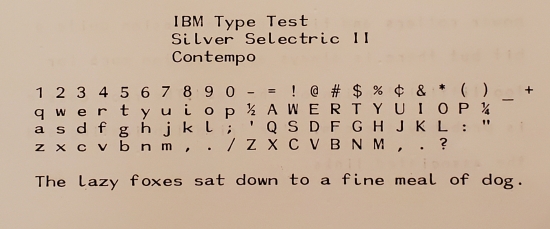 IBM Type Test
Silver Selectric II
Contempo
1 2 3 4 5 6 7 8 9 0 - = ! @ # $ % ¢ & * ( ) _ +
q w e r t y u i o p ½ A W E R T Y U I O P ¼
a s d f g h j k l ; ' Q S D F G H J K L : "
z x c v b n m , . / Z X C V B N M , . ?
The lazy foxes sat down to a fine meal of dog.